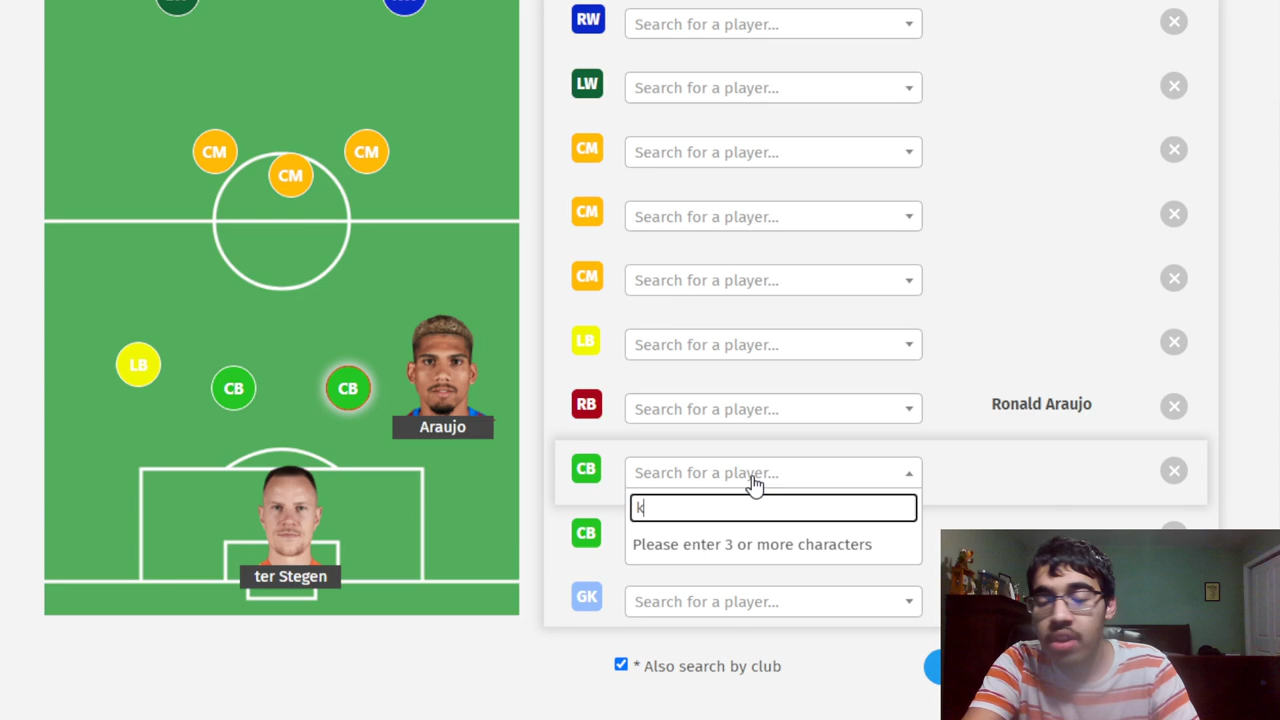 RW Search for a player...
LW Search for a player...
CM Search for a player...
CM Search for a player...
CM Search for a player...
LB Search for a player...
RB Search for a player... Ronald Araujo
CB Search for a player...
k
Please enter 3 or more characters
CB
GK Search for a player...
* Also search by club
CM CM CM
LB CB CB
Araujo
ter Stegen